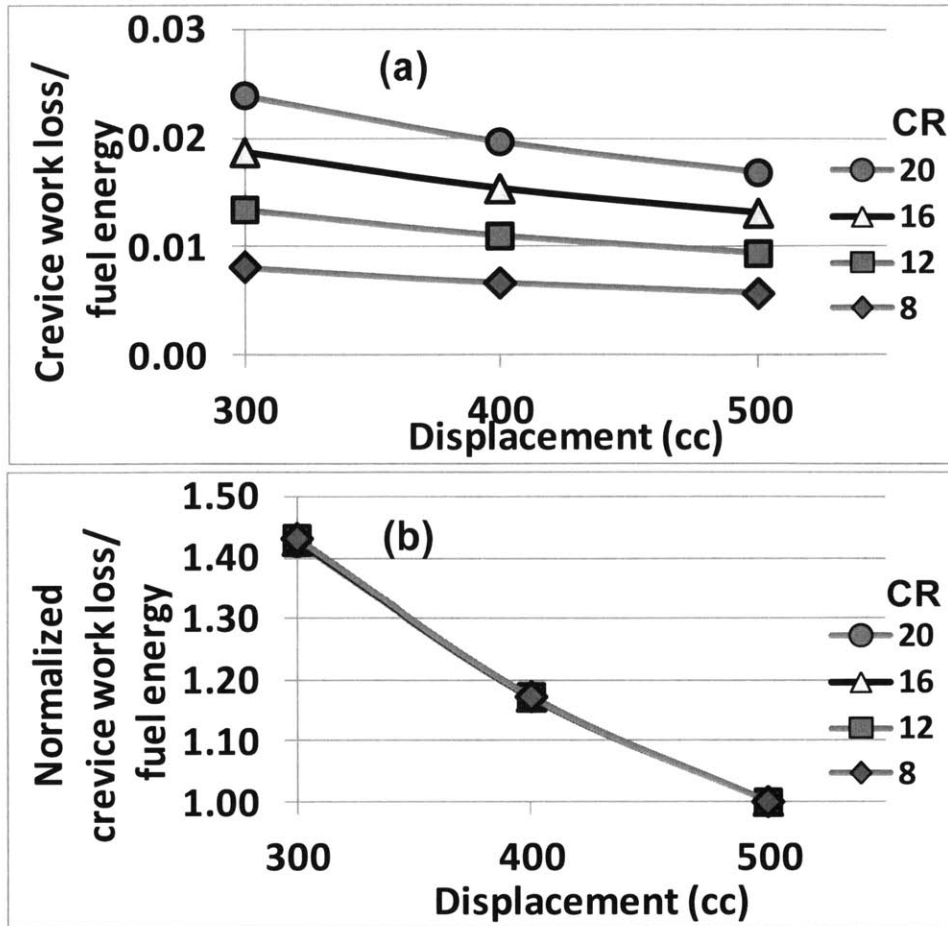 (a)
Crevice work loss/
fuel energy
0.03
0.02
0.01
0.00
300 400 500
Displacement (cc)
CR
20
16
12
8
(b)
Normalized
crevice work loss/
fuel energy
1.50
1.40
1.30
1.20
1.10
1.00
300 400 500
Displacement (cc)
CR
20
16
12
8